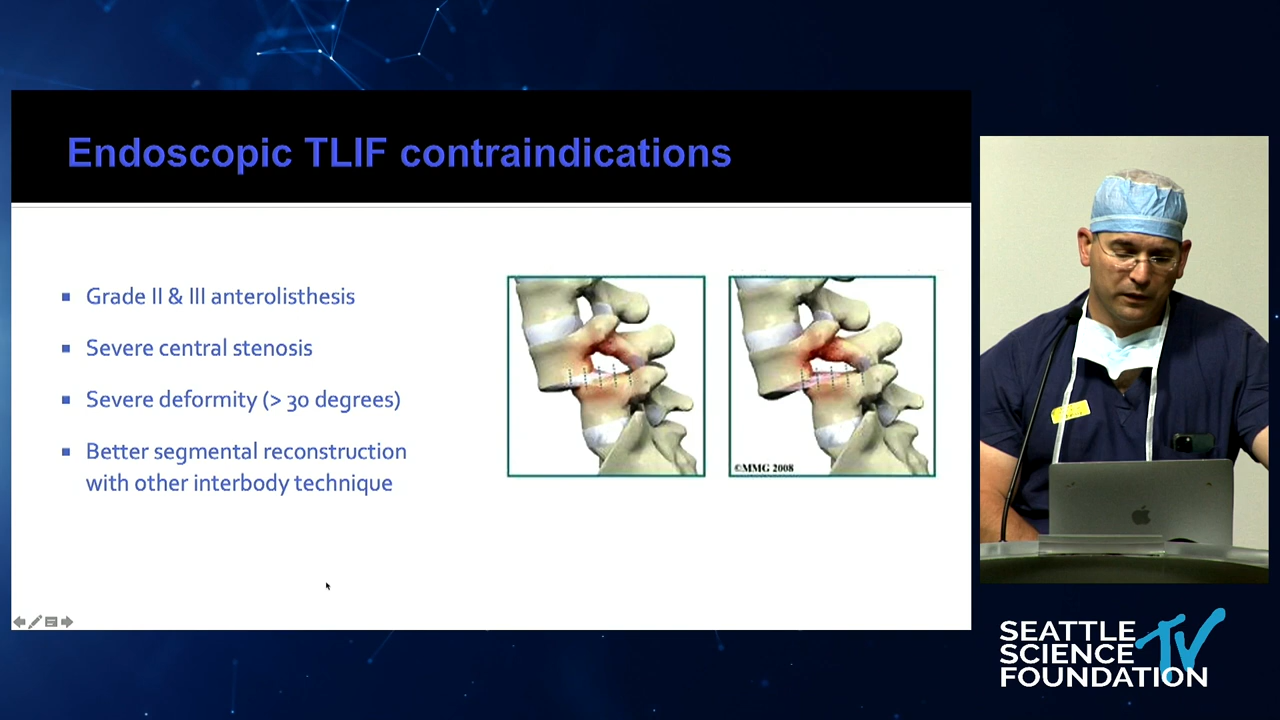 Endoscopic TLIF contraindications
Grade II & III anterolisthesis
Severe central stenosis
Severe deformity (> 30 degrees)
Better segmental reconstruction
with other interbody technique
©MMG 2008
SEATTLE
SCIENCE TV
FOUNDATION